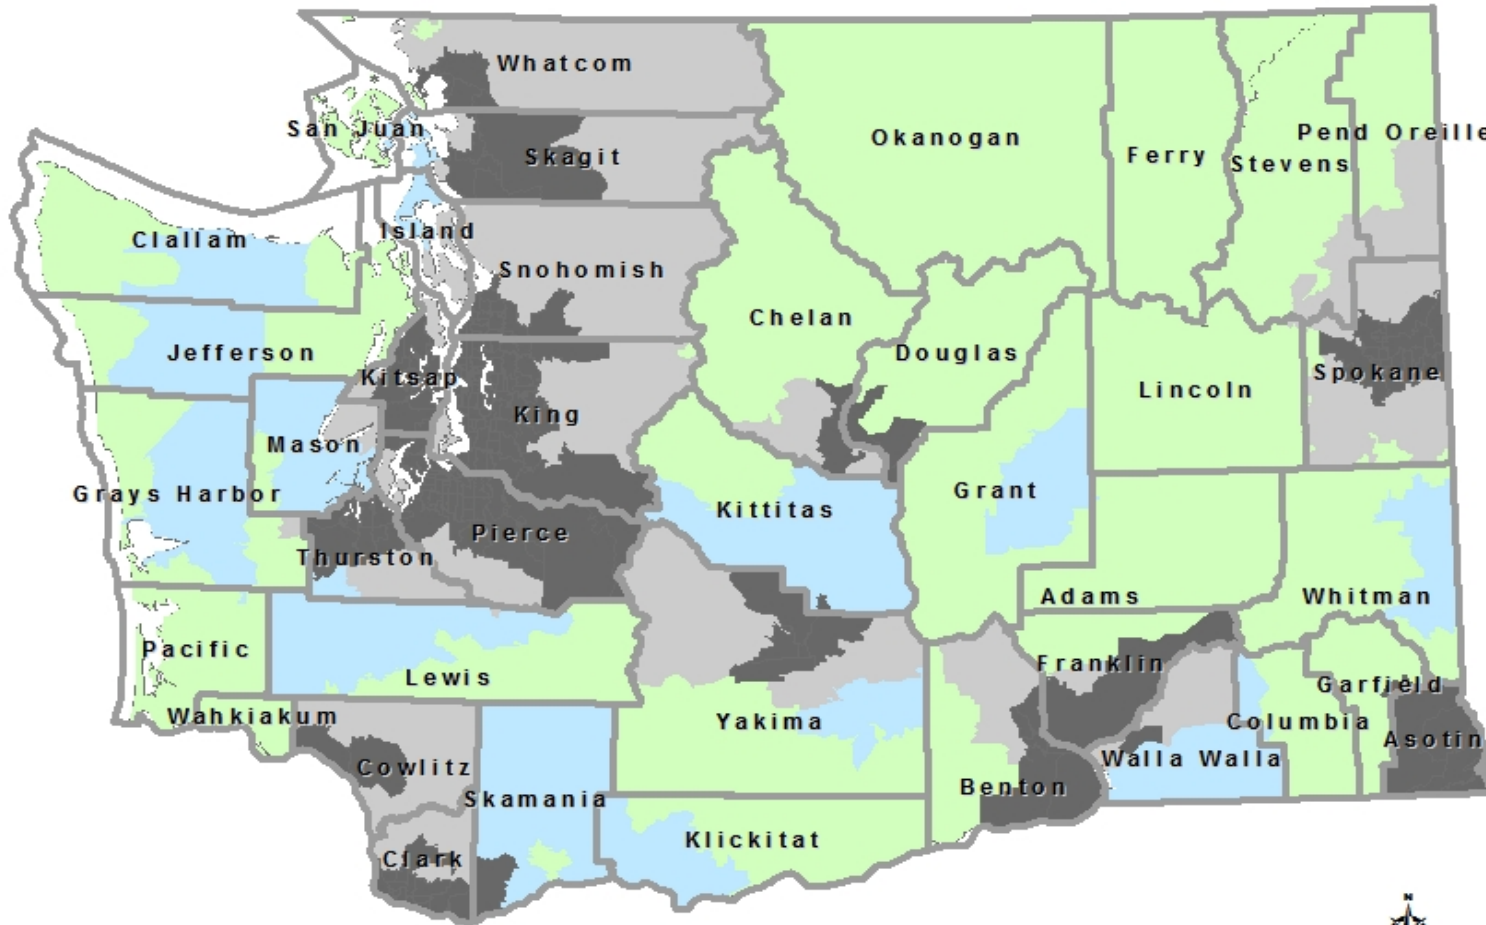 Whatcom
San Juan
Skagit
Okanogan
Ferry
Stevens
Pend Oreille
Clallam
Island
Snohomish
Chelan
Douglas
Jefferson
Kitsap
King
Lincoln
Spokane
Mason
Grays Harbor
Kittitas
Grant
Thurston
Pierce
Adams
Whitman
Pacific
Lewis
Franklin
Garfield
Wahkiakum
Yakima
Columbia
Asotin
Cowlitz
Skamania
Benton
Walla Walla
Clark
Klickitat
N